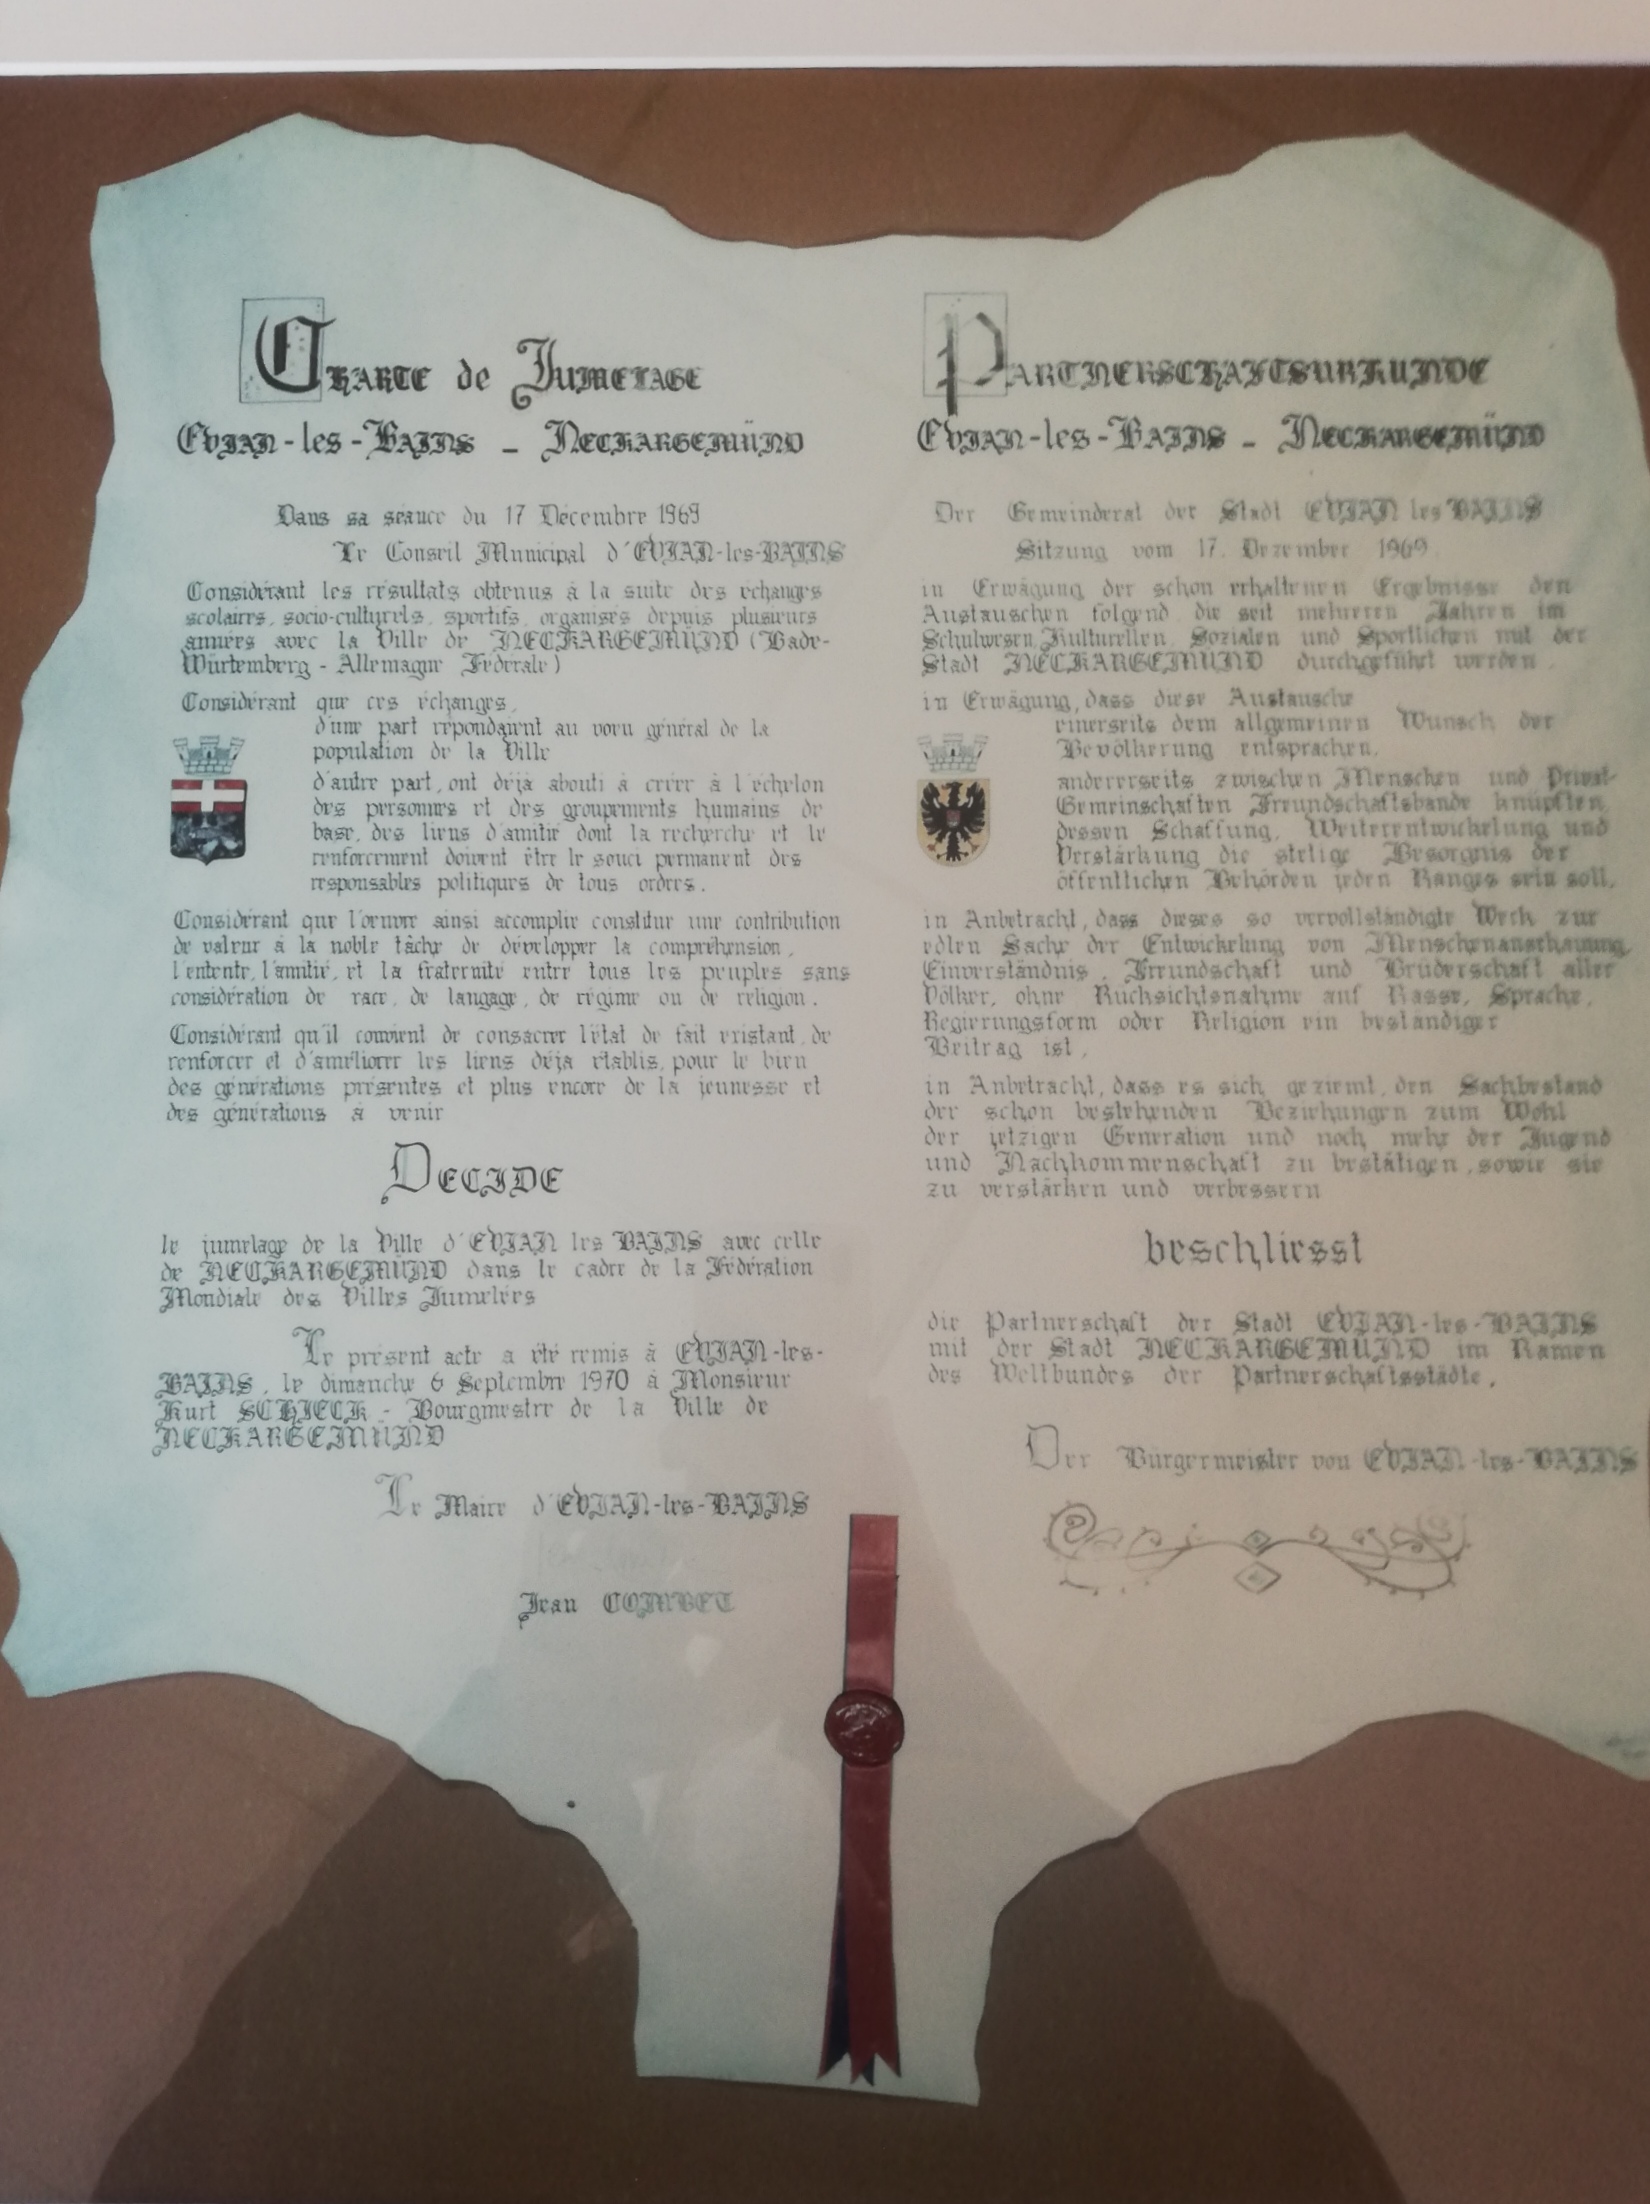 Charte de Jumelage
EVIAN-les-BAINS - NECKARGEMÜND
Dans sa séance du 17 Décembre 1969
Le Conseil Municipal d'EVIAN-les-BAINS
Considérant les résultats obtenus à la suite des échanges
scolaires, socio-culturels, sportifs, organisés depuis plusieurs
années avec la Ville de NECKARGEMÜND (Bade-
Würtemberg - Allemagne Fédérale)
Considérant que ces échanges,
d'une part répondaient au voeu général de la
population de la Ville
d'autre part, ont déjà abouti à créer à l'échelon
des personnes et des groupements humains de
base, des liens d'amitié dont la recherche et le
renforcement doivent être le souci permanent des
responsables politiques de tous ordres.
Considérant que l'oeuvre ainsi accomplie constitue une contribution
de valeur à la noble tâche de développer la compréhension,
l'entente, l'amitié, et la fraternité entre tous les peuples sans
considération de race, de langage, de régime ou de religion.
Considérant qu'il convient de consacrer l'état de fait existant, de
renforcer et d'améliorer les liens déja établis, pour le bien
des générations présentes et plus encore de la jeunesse et
des générations à venir
DECIDE
le jumelage de la Ville d'EVIAN les BAINS avec celle
de NECKARGEMÜND dans le cadre de la Fédération
Mondiale des Villes Jumelées
Le présent acte a été remis à EVIAN-les-
BAINS, le dimanche 6 Septembre 1970 à Monsieur
Kurt SCHIECK - Bourgmestre de la Ville de
NECKARGEMÜND
Le Maire d'EVIAN-les-BAINS
Jean COMBET
Partnerschaftsurkunde
EVIAN-les-BAINS - NECKARGEMÜND
Der Gemeinderat der Stadt EVIAN les BAINS
Sitzung vom 17. Dezember 1969
in Erwägung der schon erhaltenen Ergebnisse den
Austauschen folgend die seit mehreren Jahren im
Schulwesen, Kulturellen, Sozialen und Sportlichen mit der
Stadt NECKARGEMÜND durchgeführt werden,
in Erwägung, dass diese Austausche
einerseits dem allgemeinen Wunsch der
Bevölkerung entsprachen,
andererseits zwischen Menschen und Privat-
Gemeinschaften Freundschaftsbande knüpften,
dessen Schaffung, Weiterentwickelung und
Verstärkung die stetige Besorgnis der
öffentlichen Behörden jeden Ranges sein soll,
in Anbetracht, dass dieses so vervollständigte Werk zur
edlen Sache der Entwickelung von Menschenanschauung,
Einverständnis, Freundschaft und Brüderschaft aller
Völker, ohne Rücksichtsnahme auf Rasse, Sprache,
Regierungsform oder Religion ein beständiger
Beitrag ist,
in Anbetracht, dass es sich geziemt, den Sachbestand
der schon bestehenden Beziehungen zum Wohl
der jetzigen Generation und noch mehr der Jugend
und Nachkommenschaft zu bestätigen, sowie sie
zu verstärken und verbessern
beschliesst
die Partnerschaft der Stadt EVIAN-les-BAINS
mit der Stadt NECKARGEMÜND im Ramen
des Weltbundes der Partnerschaftsstädte.
Der Bürgermeister von EVIAN-les-BAINS